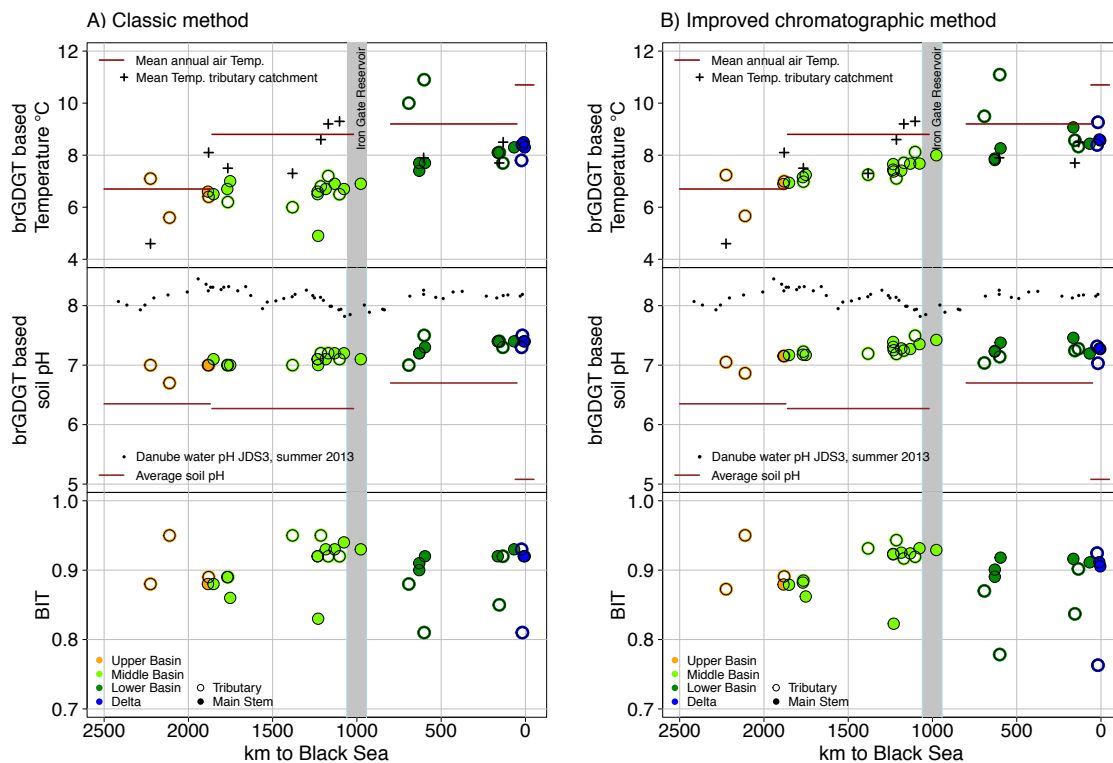 A) Classic method
12
10
8
6
4
brGDGT based
Temperature °C
Mean annual air Temp.
Mean Temp. tributary catchment
Iron Gate Reservoir
8
7
6
5
brGDGT based
soil pH
Danube water pH JDS3, summer 2013
Average soil pH
1.0
0.9
0.8
0.7
BIT
Upper Basin
Middle Basin
Lower Basin
Delta
Tributary
Main Stem
2500 2000 1500 1000 500 0
km to Black Sea
B) Improved chromatographic method
12
10
8
6
4
brGDGT based
Temperature °C
Mean annual air Temp.
Mean Temp. tributary catchment
Iron Gate Reservoir
8
7
6
5
brGDGT based
soil pH
Danube water pH JDS3, summer 2013
Average soil pH
1.0
0.9
0.8
0.7
BIT
Upper Basin
Middle Basin
Lower Basin
Delta
Tributary
Main Stem
2500 2000 1500 1000 500 0
km to Black Sea